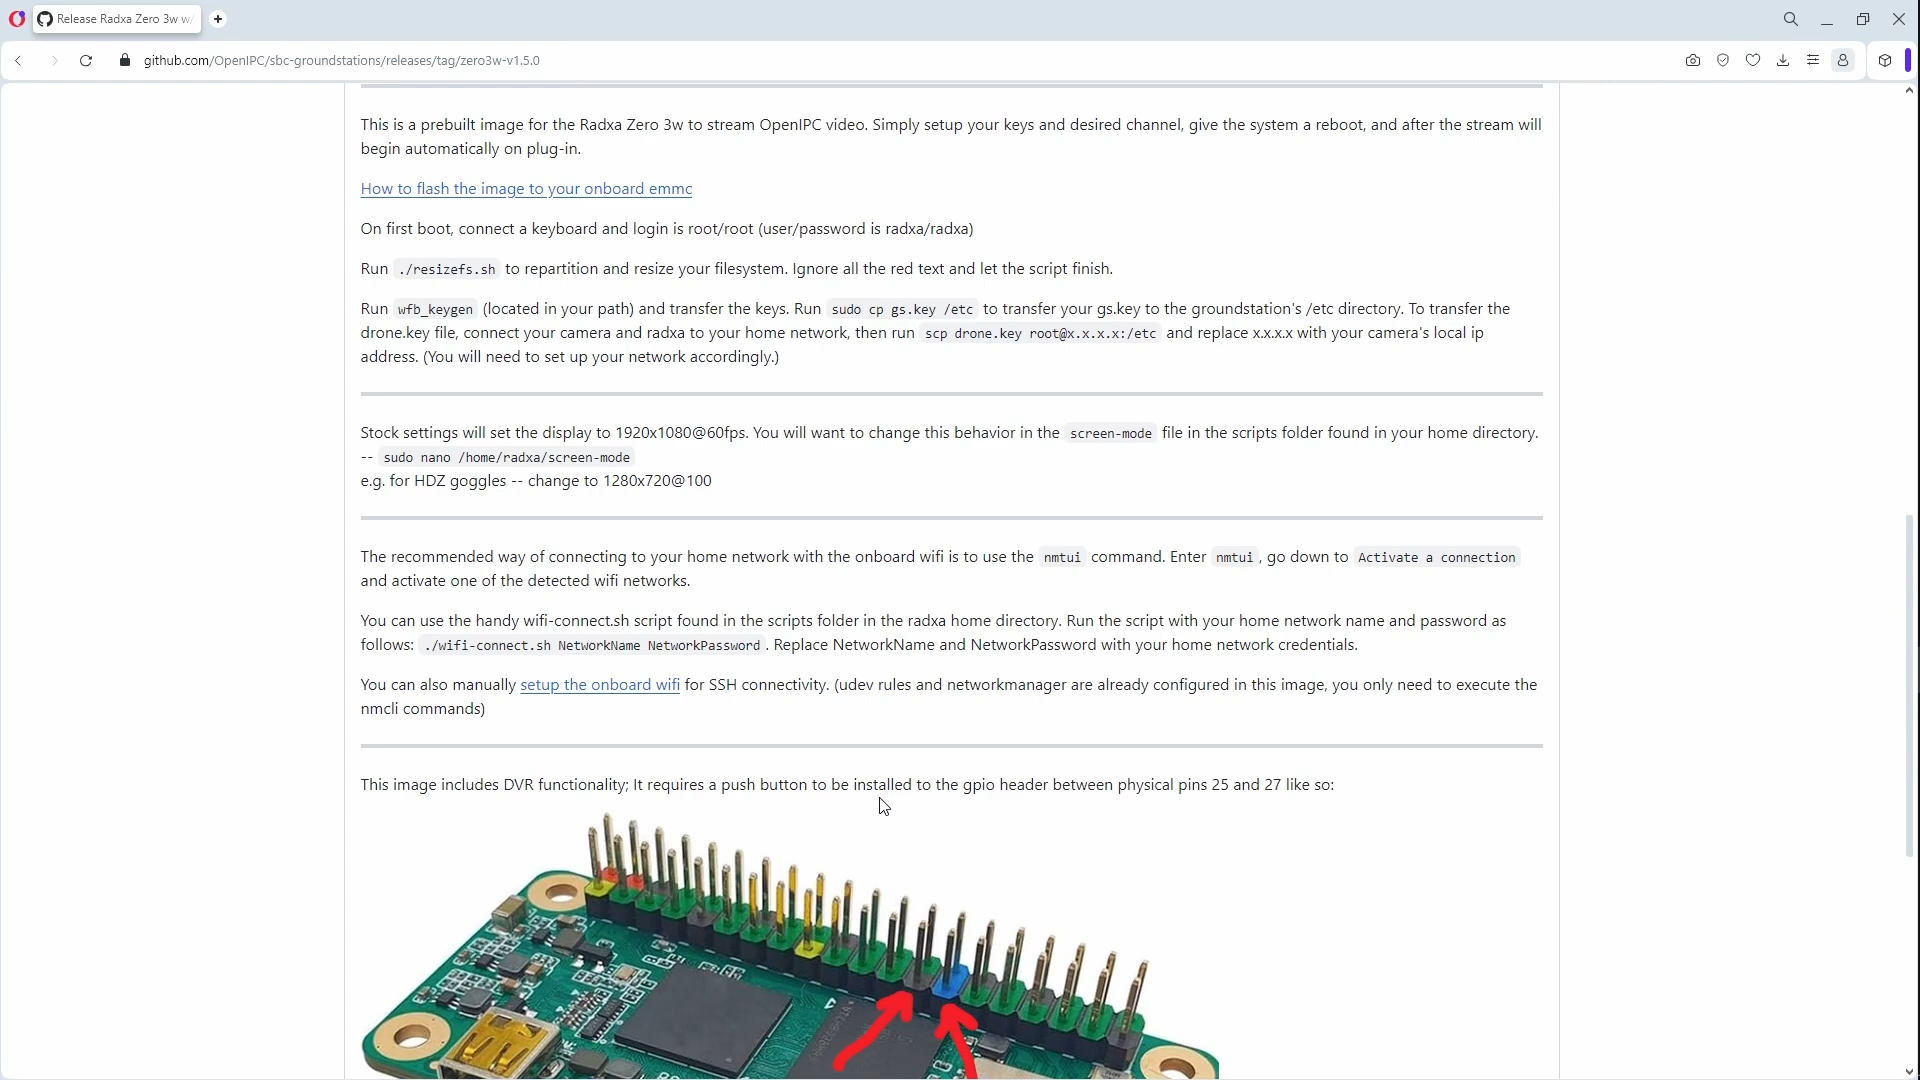 Release Radxa Zero 3w w/
github.com/OpenIPC/sbc-groundstations/releases/tag/zero3w-v1.5.0
This is a prebuilt image for the Radxa Zero 3w to stream OpenIPC video. Simply setup your keys and desired channel, give the system a reboot, and after the stream will
begin automatically on plug-in.
How to flash the image to your onboard emmc
On first boot, connect a keyboard and login is root/root (user/password is radxa/radxa)
Run ./resizefs.sh to repartition and resize your filesystem. Ignore all the red text and let the script finish.
Run wfb_keygen (located in your path) and transfer the keys. Run sudo cp gs.key /etc to transfer your gs.key to the groundstation's /etc directory. To transfer the
drone.key file, connect your camera and radxa to your home network, then run scp drone.key root@x.x.x.x:/etc and replace x.x.x.x with your camera's local ip
address. (You will need to set up your network accordingly.)
Stock settings will set the display to 1920x1080@60fps. You will want to change this behavior in the screen-mode file in the scripts folder found in your home directory.
-- sudo nano /home/radxa/screen-mode
e.g. for HDZ goggles -- change to 1280x720@100
The recommended way of connecting to your home network with the onboard wifi is to use the nmtui command. Enter nmtui, go down to Activate a connection
and activate one of the detected wifi networks.
You can use the handy wifi-connect.sh script found in the scripts folder in the radxa home directory. Run the script with your home network name and password as
follows: ./wifi-connect.sh NetworkName NetworkPassword. Replace NetworkName and NetworkPassword with your home network credentials.
You can also manually setup the onboard wifi for SSH connectivity. (udev rules and networkmanager are already configured in this image, you only need to execute the
nmcli commands)
This image includes DVR functionality; It requires a push button to be installed to the gpio header between physical pins 25 and 27 like so: